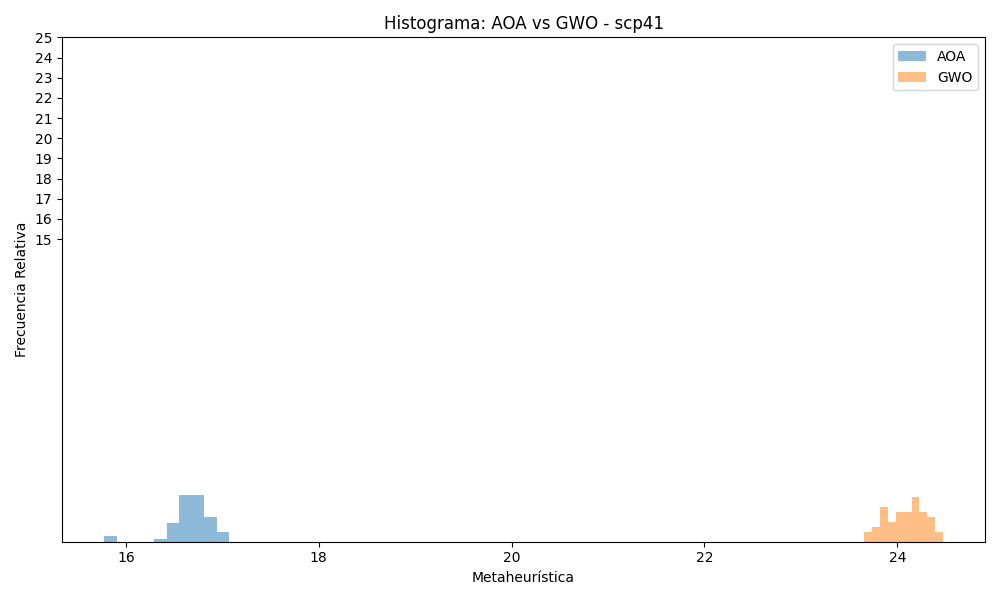 Histograma: AOA vs GWO - scp41
AOA
GWO
25
24
23
22
21
20
19
18
17
16
15
Frecuencia Relativa
16 18 20 22 24
Metaheurística